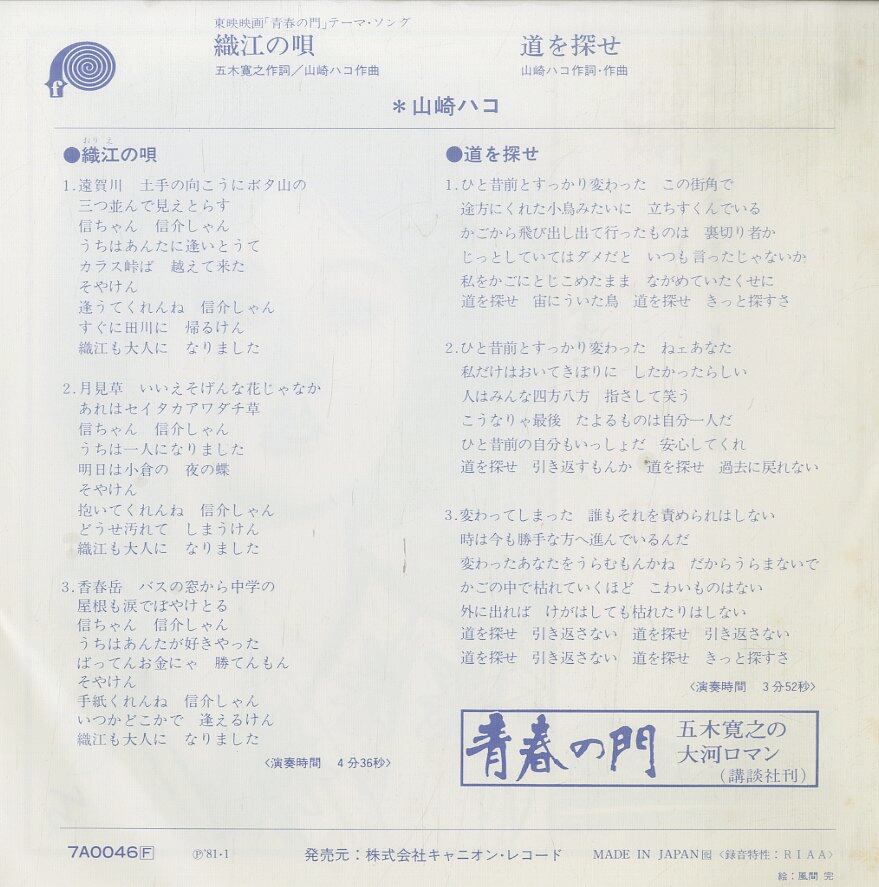 東映映画「青春の門」テーマ・ソング
織江の唄
五木寛之作詞／山崎ハコ作曲
道を探せ
山崎ハコ作詞・作曲
＊山崎ハコ
f
おりえ
●織江の唄
1.遠賀川　土手の向こうにボタ山の
三つ並んで見えとらす
信ちゃん　信介しゃん
うちはあんたに逢いとうて
カラス峠ば　越えて来た
そやけん
逢うてくれんね　信介しゃん
すぐに田川に　帰るけん
織江も大人に　なりました
2.月見草　いいえそげんな花じゃなか
あれはセイタカアワダチ草
信ちゃん　信介しゃん
うちは一人になりました
明日は小倉の　夜の蝶
そやけん
抱いてくれんね　信介しゃん
どうせ汚れて　しまうけん
織江も大人に　なりました
3.香春岳　バスの窓から中学の
屋根も涙でぼやけとる
信ちゃん　信介しゃん
うちはあんたが好きやった
ばってんお金にゃ　勝てんもん
そやけん
手紙くれんね　信介しゃん
いつかどこかで　逢えるけん
織江も大人に　なりました
〈演奏時間　4分36秒〉
●道を探せ
1.ひと昔前とすっかり変わった　この街角で
途方にくれた小鳥みたいに　立ちすくんでいる
かごから飛び出し出て行ったものは　裏切り者か
じっとしていてはダメだと　いつも言ったじゃないか
私をかごにとじこめたまま　ながめていたくせに
道を探せ　宙にういた鳥　道を探せ　きっと探すさ
2.ひと昔前とすっかり変わった　ねェあなた
私だけはおいてきぼりに　したかったらしい
人はみんな四方八方　指さして笑う
こうなりゃ最後　たよるものは自分一人だ
ひと昔前の自分もいっしょだ　安心してくれ
道を探せ　引き返すもんか　道を探せ　過去に戻れない
3.変わってしまった　誰もそれを責められはしない
時は今も勝手な方へ進んでいるんだ
変わったあなたをうらむもんかね　だからうらまないで
かごの中で枯れていくほど　こわいものはない
外に出れば　けがはしても枯れたりはしない
道を探せ　引き返さない　道を探せ　引き返さない
道を探せ　引き返さない　道を探せ　きっと探すさ
〈演奏時間　3分52秒〉
青春の門
五木寛之の
大河ロマン
（講談社刊）
7A0046 F
Ⓟ'81・1
発売元：株式会社キャニオン・レコード
MADE IN JAPAN 〈録音特性：RIAA〉
絵：風間 完